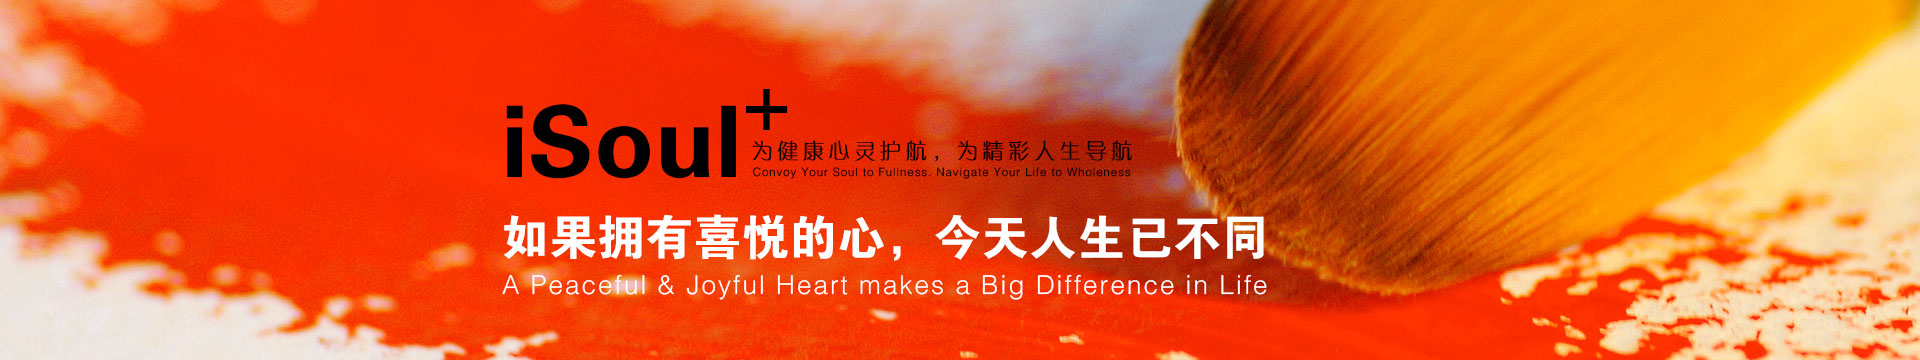 iSoul+
为健康心灵护航，为精彩人生导航
Convoy Your Soul to Fullness. Navigate Your Life to Wholeness
如果拥有喜悦的心，今天人生已不同
A Peaceful & Joyful Heart makes a Big Difference in Life